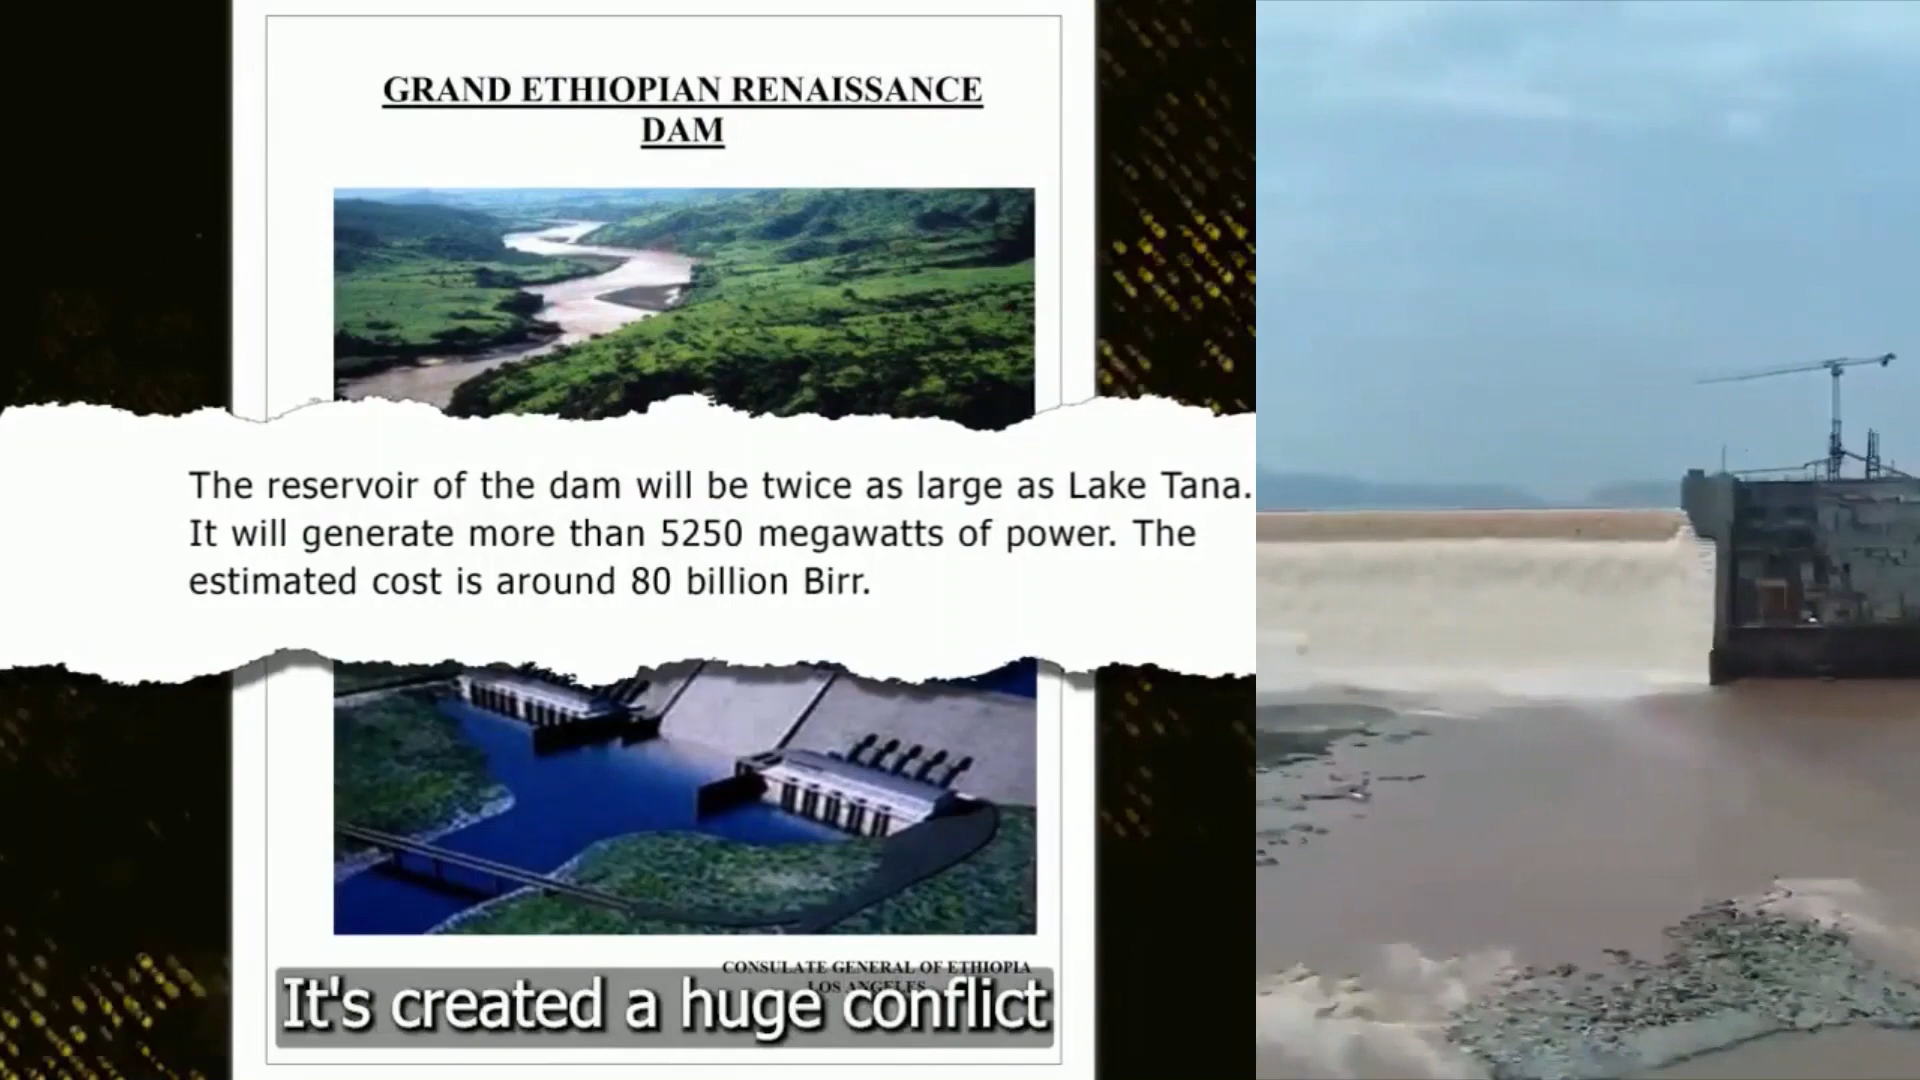 GRAND ETHIOPIAN RENAISSANCE
DAM
The reservoir of the dam will be twice as large as Lake Tana.
It will generate more than 5250 megawatts of power. The
estimated cost is around 80 billion Birr.
CONSULATE GENERAL OF ETHIOPIA
LOS ANGELES
It's created a huge conflict